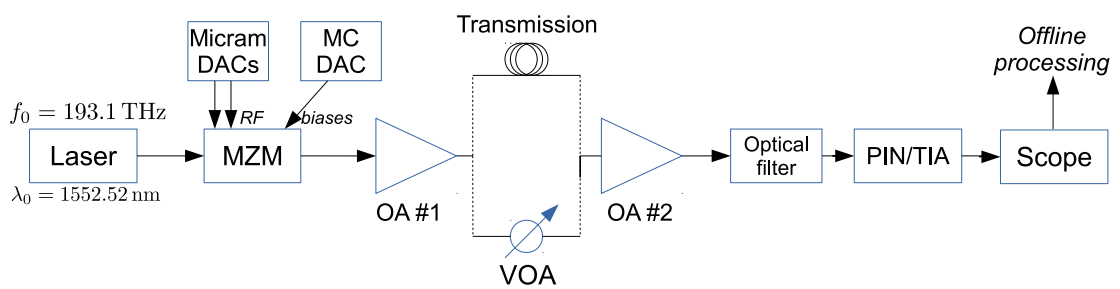 Transmission
Micram
DACs
MC
DAC
Offline
processing
f₀ = 193.1 THz
RF
biases
Laser
MZM
Optical
filter
PIN/TIA
Scope
λ₀ = 1552.52 nm
OA #1
OA #2
VOA